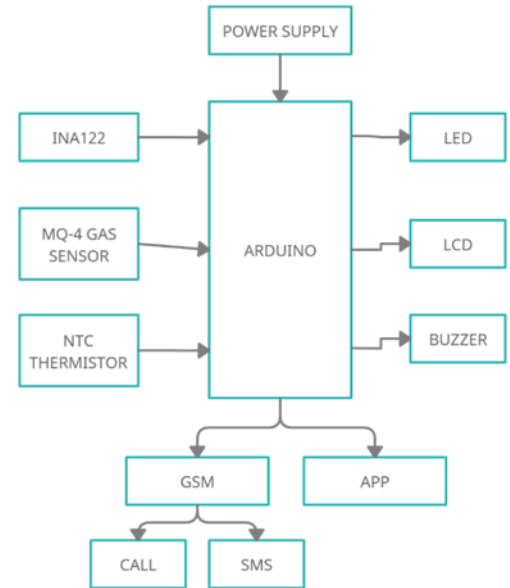 POWER SUPPLY
INA122
LED
MQ-4 GAS
SENSOR
ARDUINO
LCD
NTC
THERMISTOR
BUZZER
GSM
APP
CALL
SMS